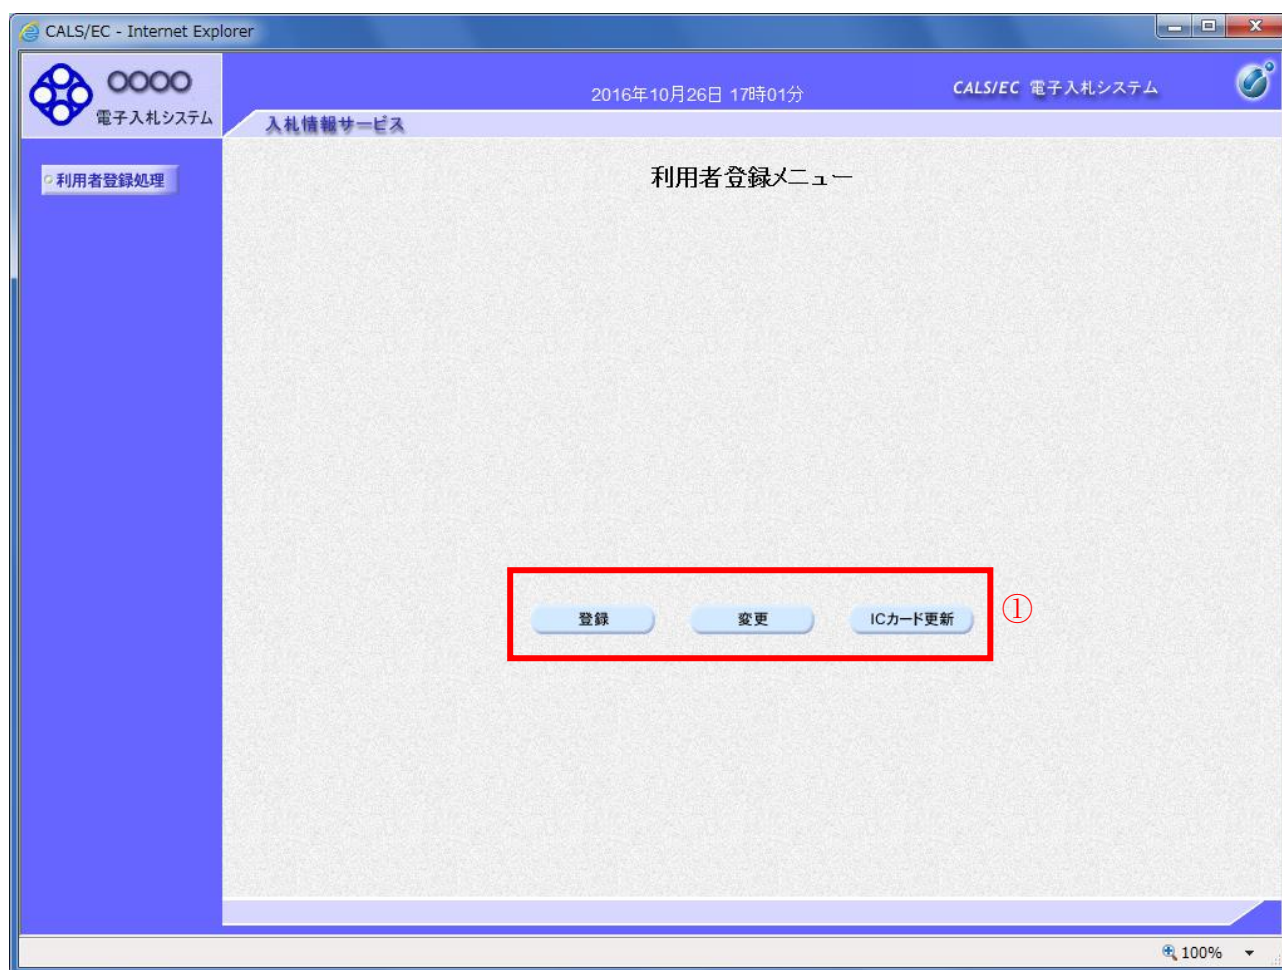 CALS/EC - Internet Explorer
〇〇〇〇
電子入札システム
2016年10月26日 17時01分
CALS/EC 電子入札システム
入札情報サービス
利用者登録処理
利用者登録メニュー
登録
変更
ICカード更新
①
100%